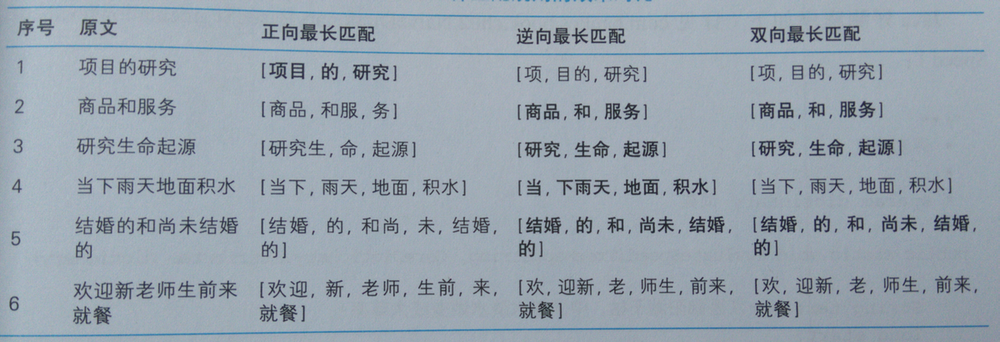 序号 原文 正向最长匹配 逆向最长匹配 双向最长匹配
1 项目的研究 [项目, 的, 研究] [项, 目的, 研究] [项, 目的, 研究]
2 商品和服务 [商品, 和服, 务] [商品, 和, 服务] [商品, 和, 服务]
3 研究生命起源 [研究生, 命, 起源] [研究, 生命, 起源] [研究, 生命, 起源]
4 当下雨天地面积水 [当下, 雨天, 地面, 积水] [当, 下雨天, 地面, 积水] [当下, 雨天, 地面, 积水]
5 结婚的和尚未结婚 [结婚, 的, 和尚, 未, 结婚, [结婚, 的, 和, 尚未, 结婚, [结婚, 的, 和, 尚未, 结婚,
的 的] 的] 的]
6 欢迎新老师生前来 [欢迎, 新, 老师, 生前, 来, [欢, 迎新, 老, 师生, 前来, [欢, 迎新, 老, 师生, 前来,
就餐 就餐] 就餐] 就餐]